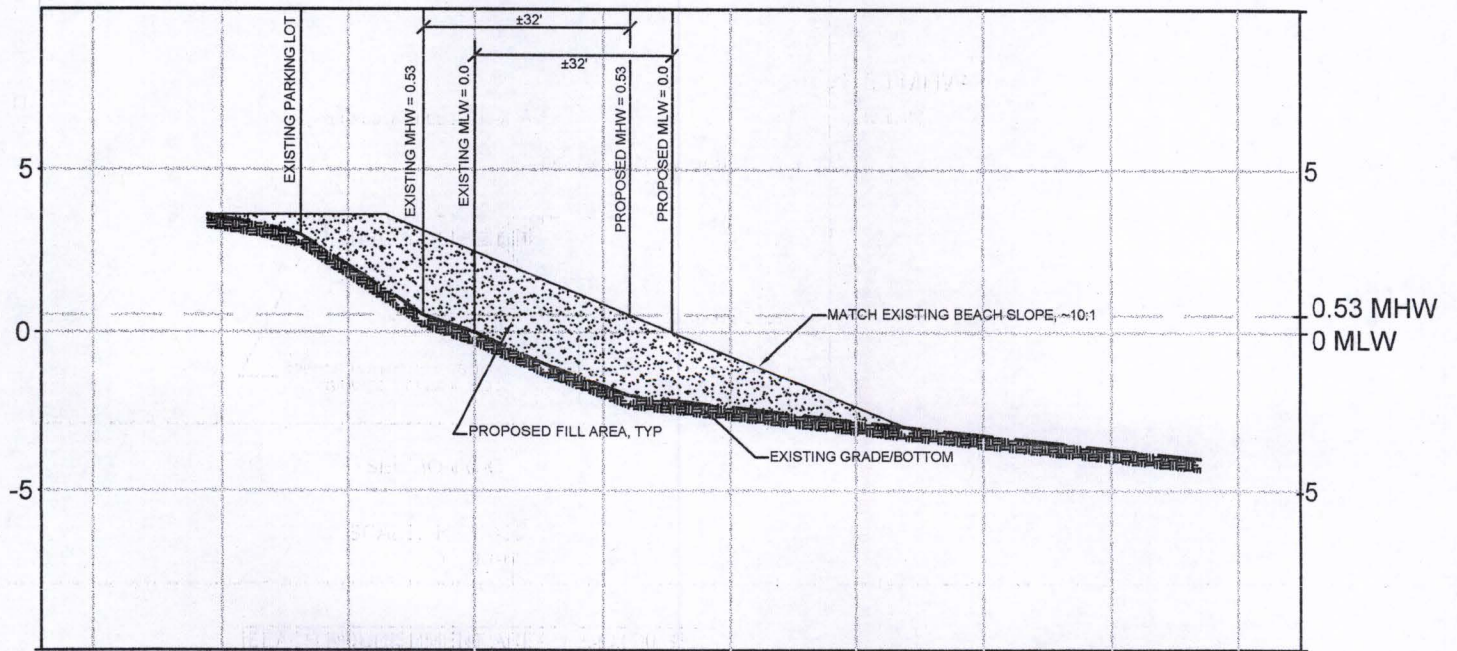 ±32'
±32'
EXISTING PARKING LOT
EXISTING MHW = 0.53
EXISTING MLW = 0.0
PROPOSED MHW = 0.53
PROPOSED MLW = 0.0
5
5
MATCH EXISTING BEACH SLOPE, ~10:1
0.53 MHW
0
0 MLW
PROPOSED FILL AREA, TYP
EXISTING GRADE/BOTTOM
-5
-5